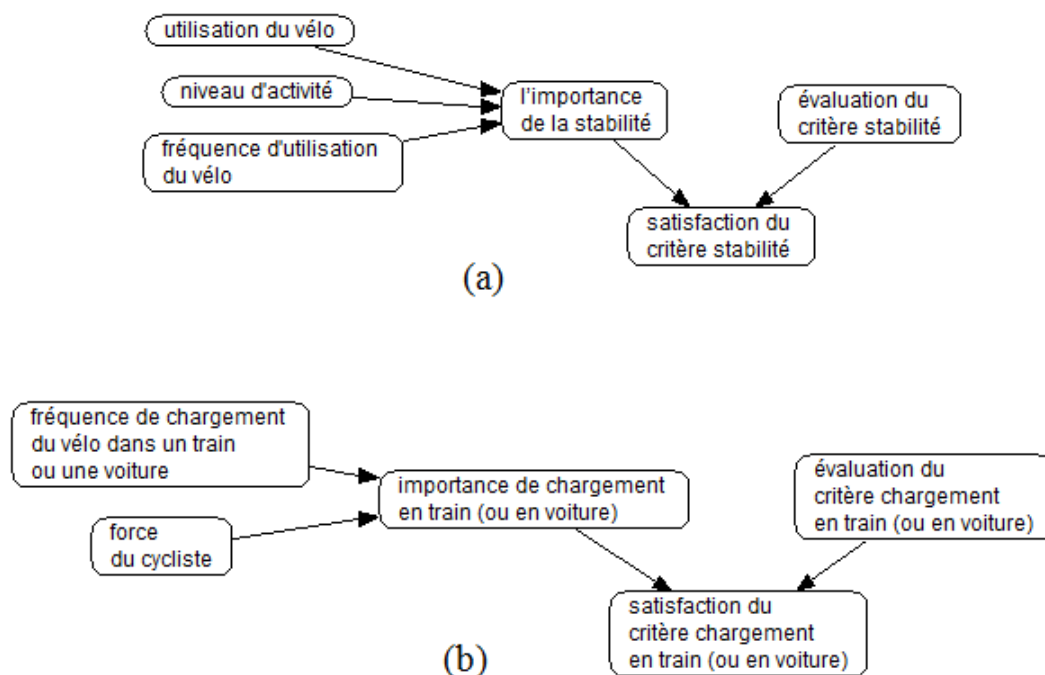 utilisation du vélo
niveau d'activité
fréquence d'utilisation
du vélo
l'importance
de la stabilité
évaluation du
critère stabilité
satisfaction du
critère stabilité
(a)
fréquence de chargement
du vélo dans un train
ou une voiture
force
du cycliste
importance de chargement
en train (ou en voiture)
évaluation du
critère chargement
en train (ou en voiture)
satisfaction du
critère chargement
en train (ou en voiture)
(b)